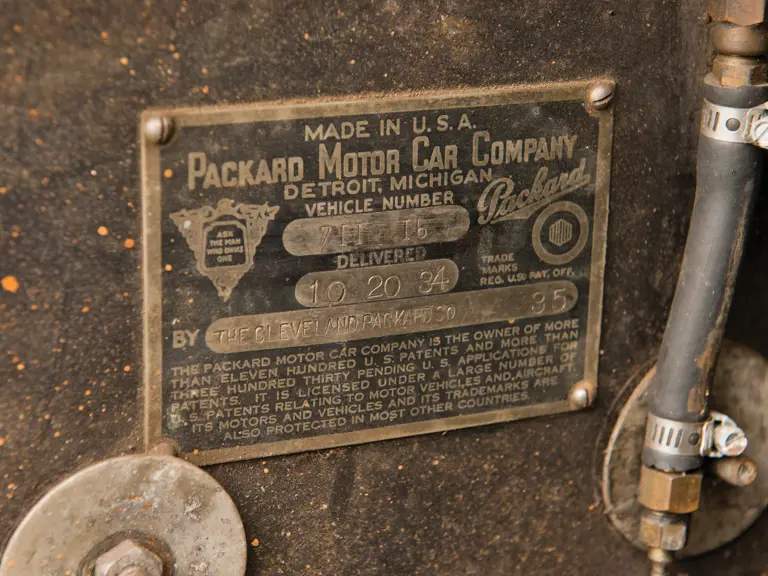 MADE IN U.S.A.
PACKARD MOTOR CAR COMPANY
DETROIT, MICHIGAN
VEHICLE NUMBER
ASK
THE MAN
WHO OWNS
ONE
Packard
DELIVERED
TRADE
MARKS
REG. U.S. PAT. OFF.
10 20 34
BY THE CLEVELAND PACKARD 35
THE PACKARD MOTOR CAR COMPANY IS THE OWNER OF MORE
THAN ELEVEN HUNDRED U.S. PATENTS AND MORE THAN
THREE HUNDRED THIRTY PENDING U.S. APPLICATIONS FOR
PATENTS. IT IS LICENSED UNDER A LARGE NUMBER OF
U.S. PATENTS RELATING TO MOTOR VEHICLES AND AIRCRAFT.
ITS MOTORS AND VEHICLES AND ITS TRADEMARKS ARE
ALSO PROTECTED IN MOST OTHER COUNTRIES.